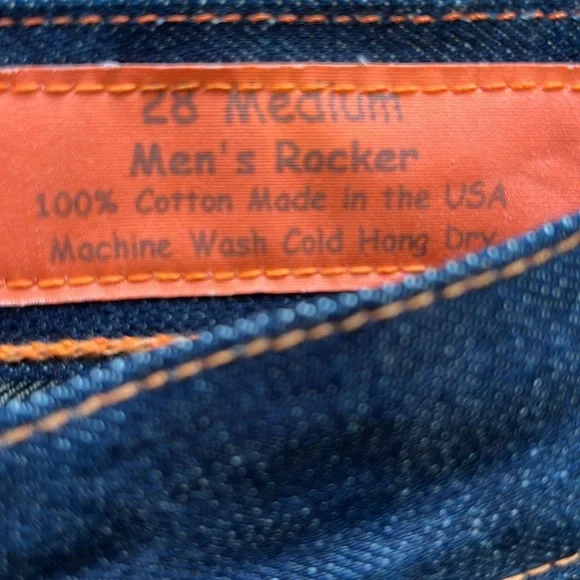 28 Medium
Men's Rocker
100% Cotton Made in the USA
Machine Wash Cold Hang Dry